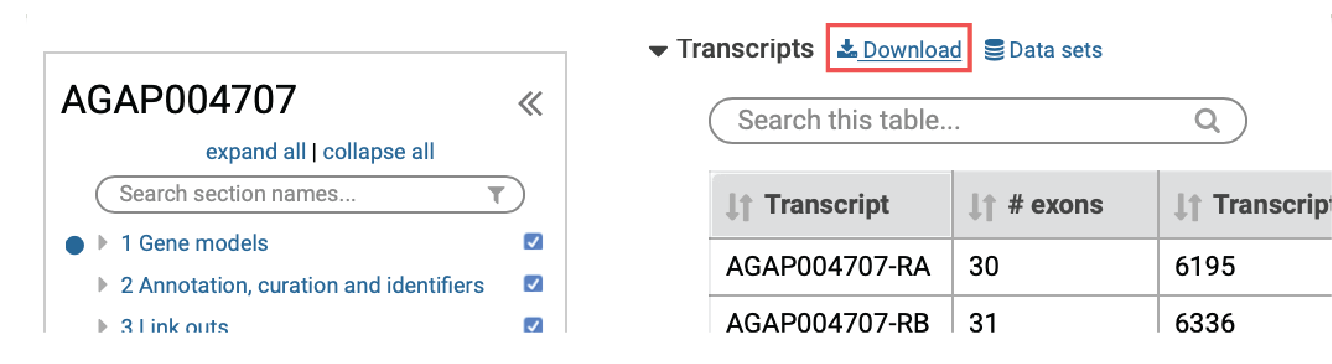 AGAP004707
expand all | collapse all
Search section names...
1 Gene models
2 Annotation, curation and identifiers
3 Link outs
Transcripts Download Data sets
Search this table...
Transcript # exons Transcrip
AGAP004707-RA 30 6195
AGAP004707-RB 31 6336